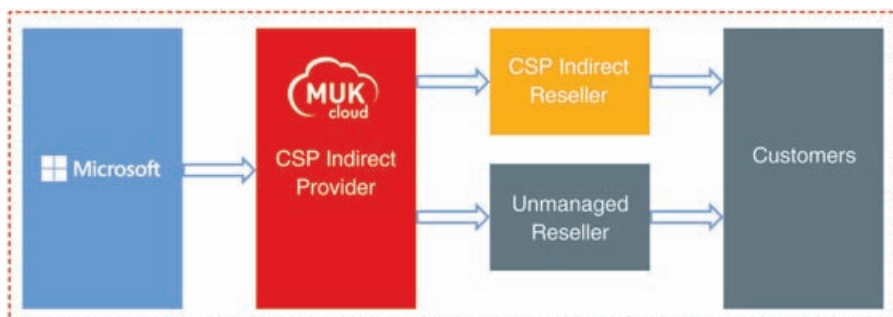 Microsoft
MUK
cloud
CSP Indirect
Provider
CSP Indirect
Reseller
Unmanaged
Reseller
Customers